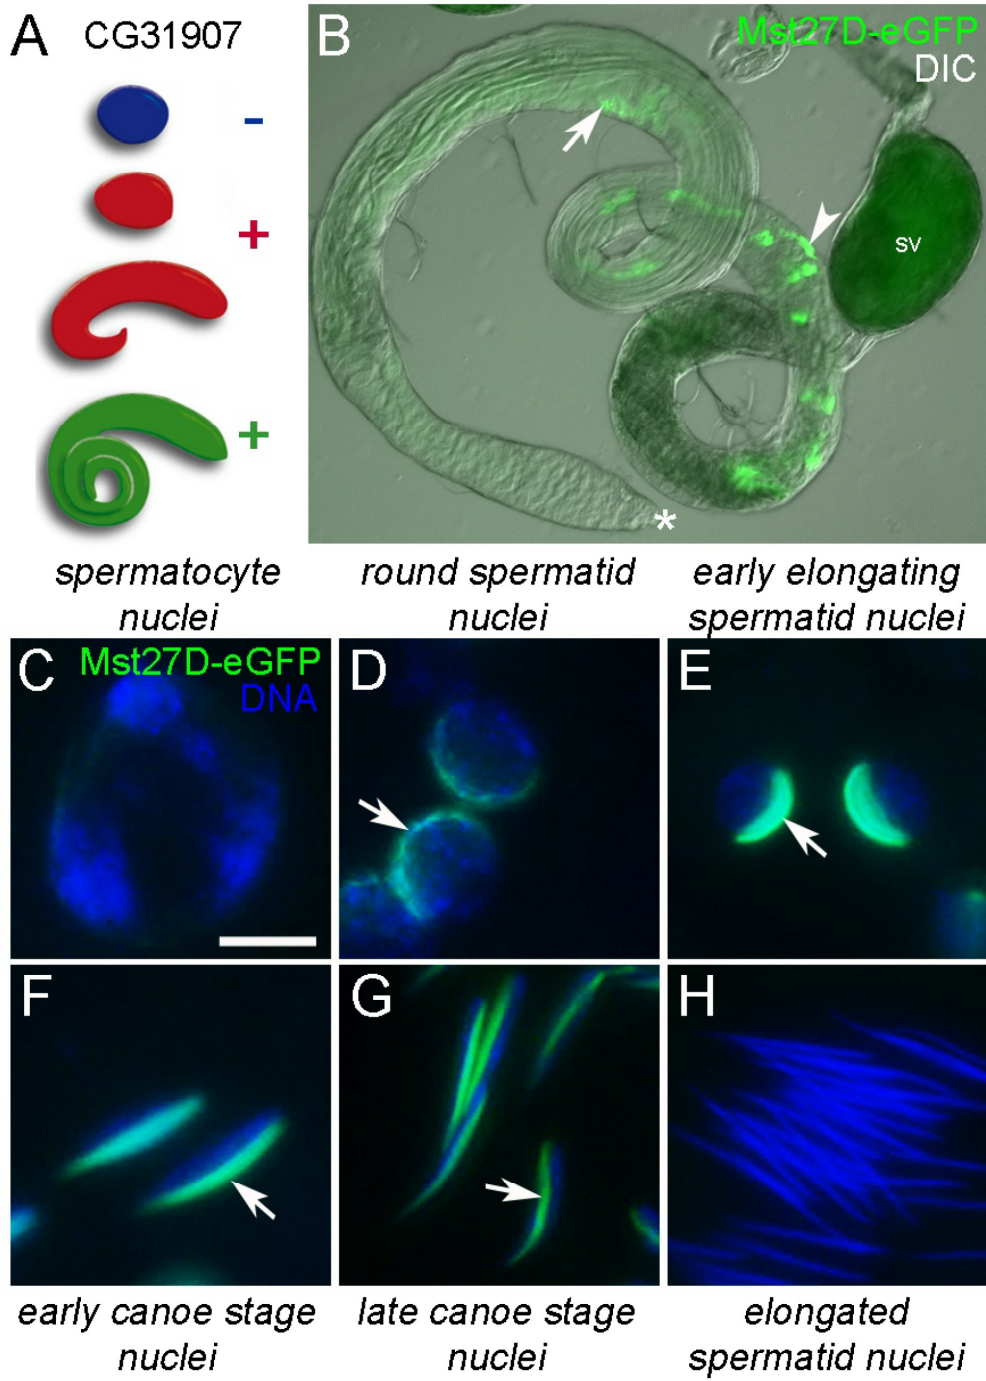 A CG31907
-
+
+
B Mst27D-eGFP
DIC
sv
*
spermatocyte
nuclei
round spermatid
nuclei
early elongating
spermatid nuclei
C Mst27D-eGFP
DNA
D
E
F
G
H
early canoe stage
nuclei
late canoe stage
nuclei
elongated
spermatid nuclei